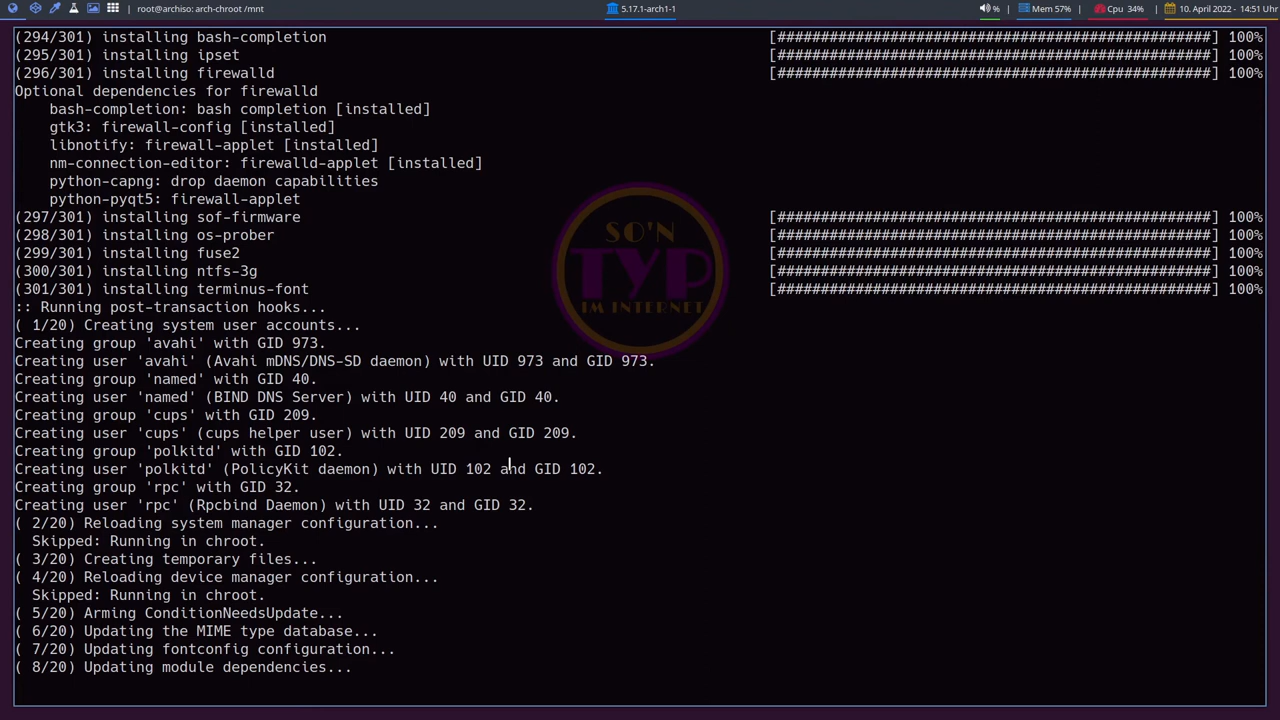 root@archiso: arch-chroot /mnt
5.17.1-arch1-1
%
Mem 57%
Cpu 34%
10. April 2022 - 14:51 Uhr
(294/301) installing bash-completion [##################################################] 100%
(295/301) installing ipset [##################################################] 100%
(296/301) installing firewalld [##################################################] 100%
Optional dependencies for firewalld
bash-completion: bash completion [installed]
gtk3: firewall-config [installed]
libnotify: firewall-applet [installed]
nm-connection-editor: firewalld-applet [installed]
python-capng: drop daemon capabilities
python-pyqt5: firewall-applet
(297/301) installing sof-firmware [##################################################] 100%
(298/301) installing os-prober [##################################################] 100%
(299/301) installing fuse2 [##################################################] 100%
(300/301) installing ntfs-3g [##################################################] 100%
(301/301) installing terminus-font [##################################################] 100%
SO'N
TYP
IM INTERNET
:: Running post-transaction hooks...
( 1/20) Creating system user accounts...
Creating group 'avahi' with GID 973.
Creating user 'avahi' (Avahi mDNS/DNS-SD daemon) with UID 973 and GID 973.
Creating group 'named' with GID 40.
Creating user 'named' (BIND DNS Server) with UID 40 and GID 40.
Creating group 'cups' with GID 209.
Creating user 'cups' (cups helper user) with UID 209 and GID 209.
Creating group 'polkitd' with GID 102.
Creating user 'polkitd' (PolicyKit daemon) with UID 102 and GID 102.
Creating group 'rpc' with GID 32.
Creating user 'rpc' (Rpcbind Daemon) with UID 32 and GID 32.
( 2/20) Reloading system manager configuration...
Skipped: Running in chroot.
( 3/20) Creating temporary files...
( 4/20) Reloading device manager configuration...
Skipped: Running in chroot.
( 5/20) Arming ConditionNeedsUpdate...
( 6/20) Updating the MIME type database...
( 7/20) Updating fontconfig configuration...
( 8/20) Updating module dependencies...